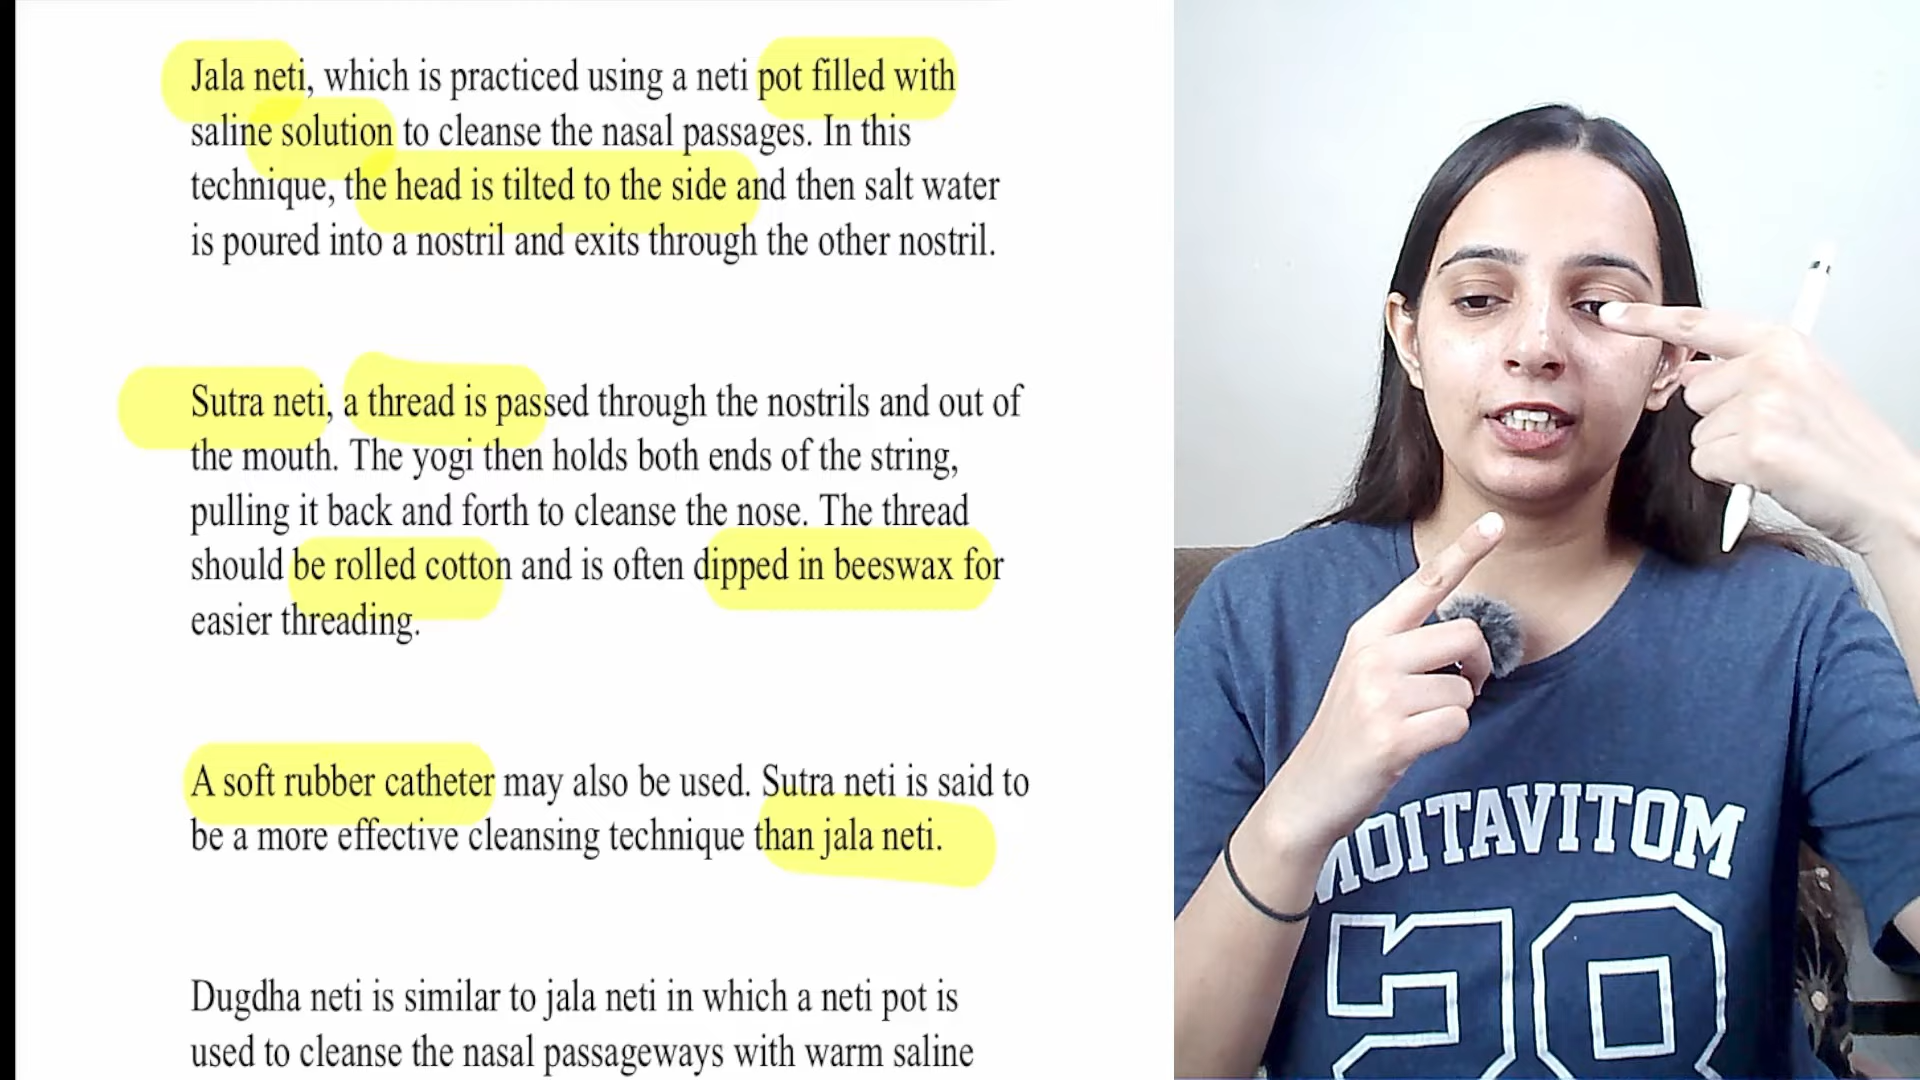 Jala neti, which is practiced using a neti pot filled with
saline solution to cleanse the nasal passages. In this
technique, the head is tilted to the side and then salt water
is poured into a nostril and exits through the other nostril.
Sutra neti, a thread is passed through the nostrils and out of
the mouth. The yogi then holds both ends of the string,
pulling it back and forth to cleanse the nose. The thread
should be rolled cotton and is often dipped in beeswax for
easier threading.
A soft rubber catheter may also be used. Sutra neti is said to
be a more effective cleansing technique than jala neti.
Dugdha neti is similar to jala neti in which a neti pot is
used to cleanse the nasal passageways with warm saline
MOTIVATION
28